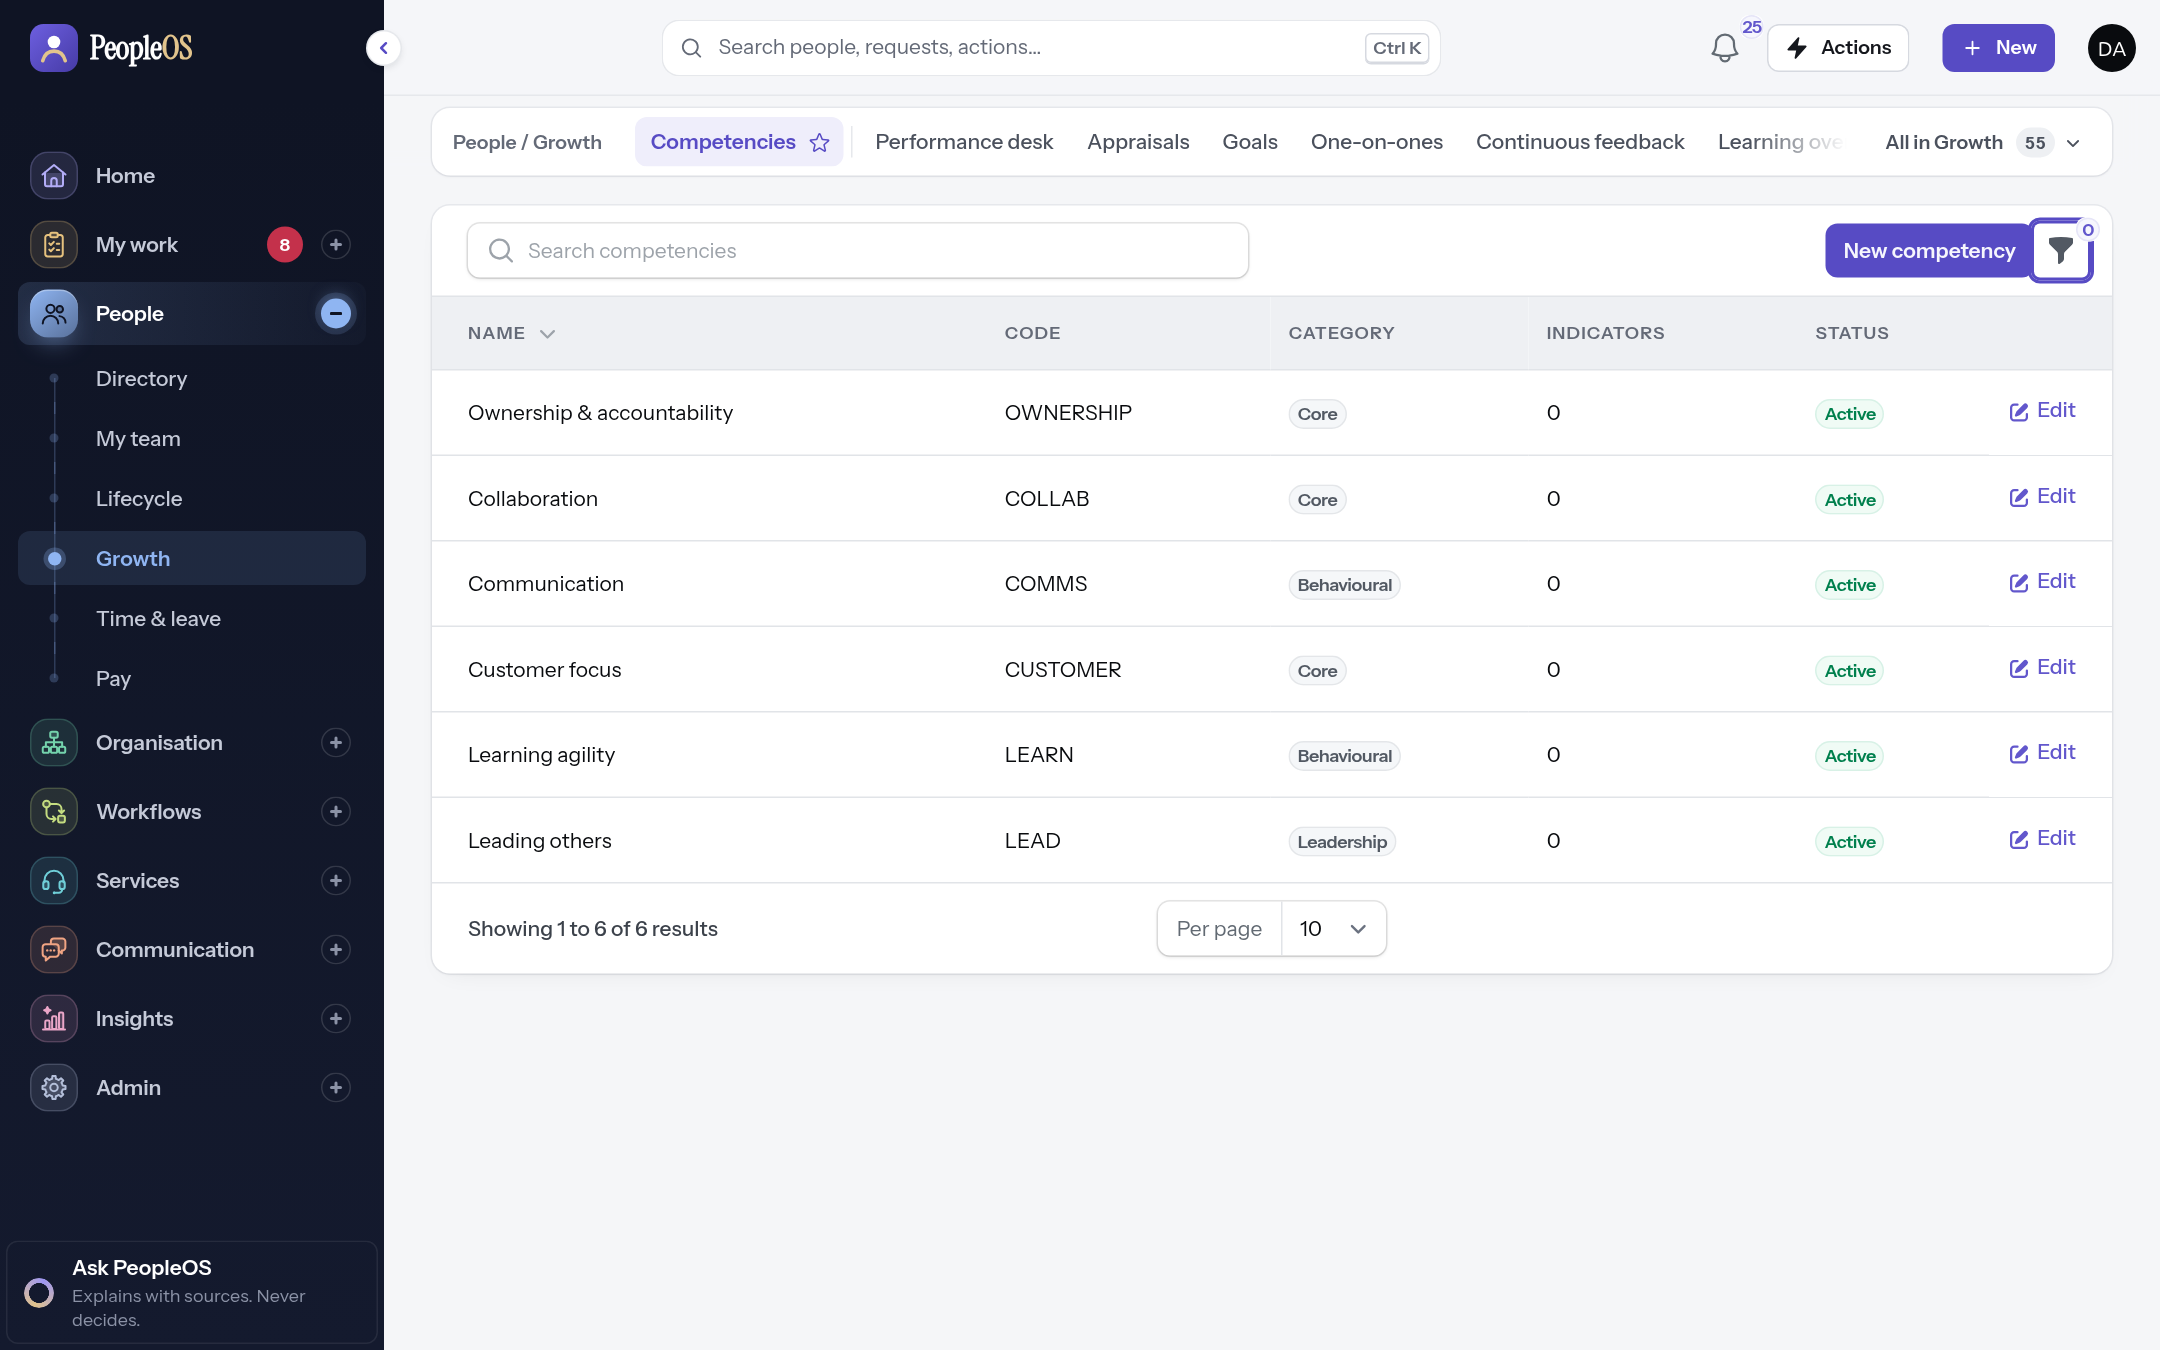 PeopleOS
Search people, requests, actions...
Ctrl K
25
Actions
New
DA
Home
My work
8
People
Directory
My team
Lifecycle
Growth
Time & leave
Pay
Organisation
Workflows
Services
Communication
Insights
Admin
Ask PeopleOS
Explains with sources. Never
decides.
People / Growth
Competencies
Performance desk
Appraisals
Goals
One-on-ones
Continuous feedback
Learning ove
All in Growth
55
Search competencies
New competency
0
NAME CODE CATEGORY INDICATORS STATUS
Ownership & accountability OWNERSHIP Core 0 Active Edit
Collaboration COLLAB Core 0 Active Edit
Communication COMMS Behavioural 0 Active Edit
Customer focus CUSTOMER Core 0 Active Edit
Learning agility LEARN Behavioural 0 Active Edit
Leading others LEAD Leadership 0 Active Edit
Showing 1 to 6 of 6 results
Per page 10